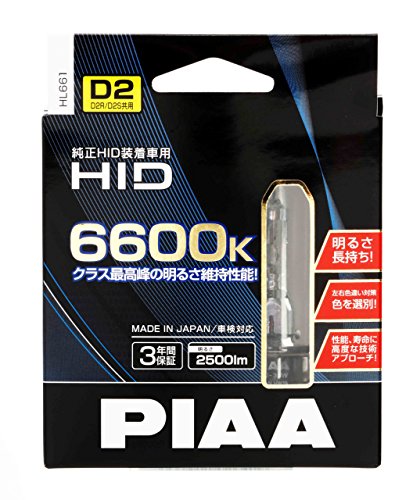 HL661
D2
D2R/D2S共用
純正HID装着車用
HID
6600K
クラス最高峰の明るさ維持性能!
明るさ
長持ち!
左右色違い対策
色を選別!
性能、寿命に
高度な技術
アプローチ!
MADE IN JAPAN/車検対応
3年間
保証
明るさ
2500lm
PIAA